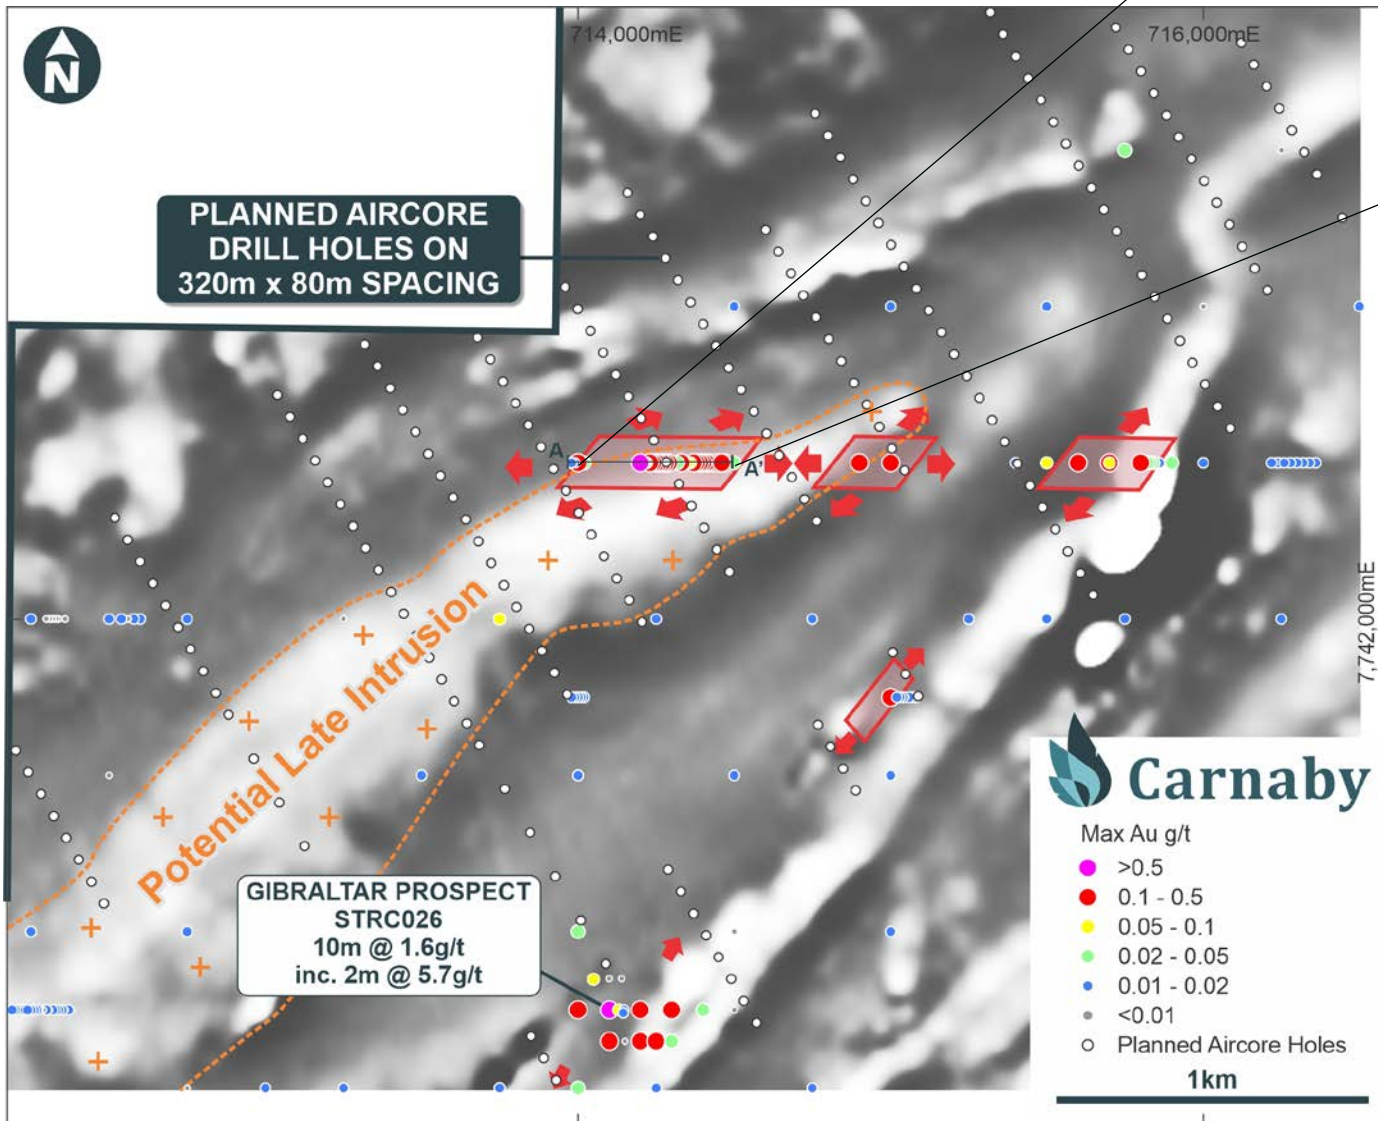 714,000mE
716,000mE
N
PLANNED AIRCORE
DRILL HOLES ON
320m x 80m SPACING
A
A'
Potential Late Intrusion
7,742,000mE
GIBRALTAR PROSPECT
STRC026
10m @ 1.6g/t
inc. 2m @ 5.7g/t
Carnaby
Max Au g/t
>0.5
0.1 - 0.5
0.05 - 0.1
0.02 - 0.05
0.01 - 0.02
<0.01
Planned Aircore Holes
1km